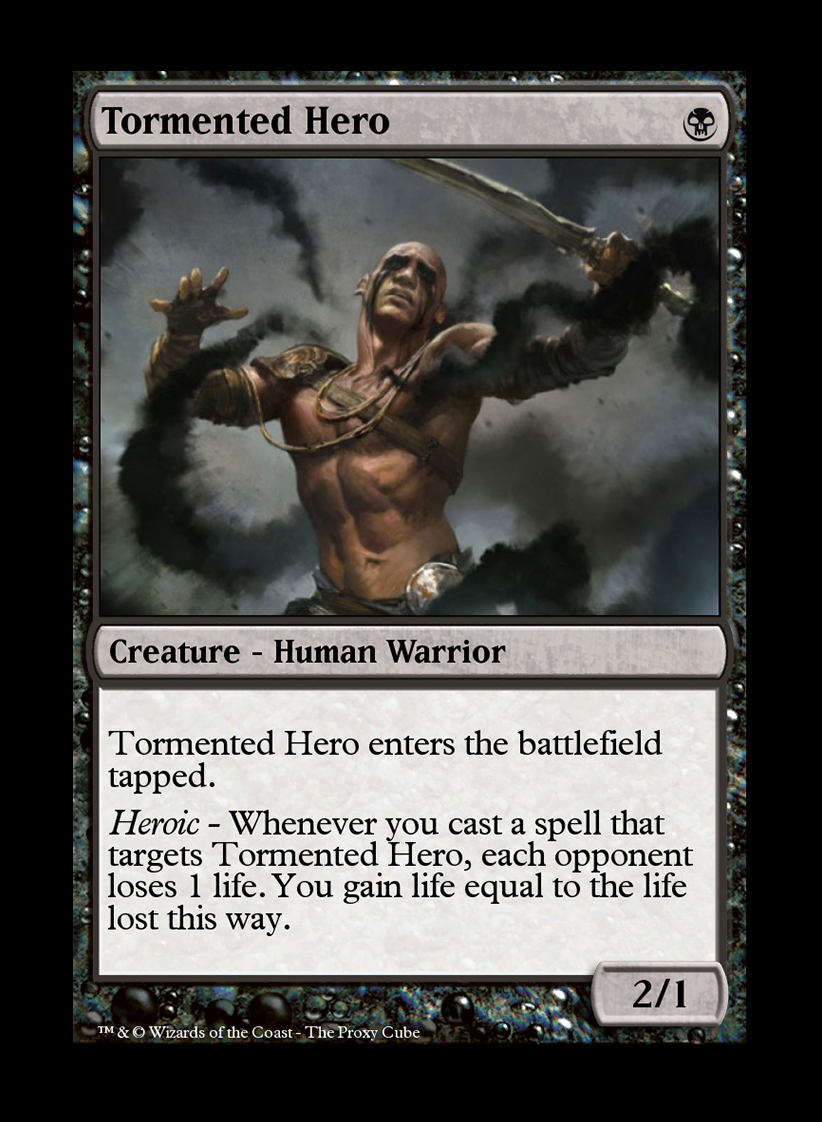 Tormented Hero
Creature - Human Warrior
Tormented Hero enters the battlefield
tapped.
Heroic - Whenever you cast a spell that
targets Tormented Hero, each opponent
loses 1 life. You gain life equal to the life
lost this way.
2/1
™ & © Wizards of the Coast - The Proxy Cube